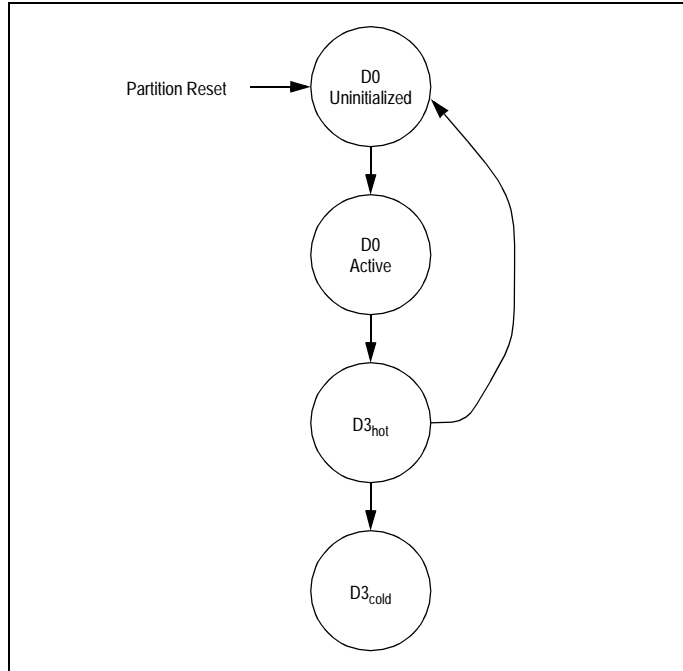 D0
Uninitialized
Partition Reset
D0
Active
D3hot
D3cold